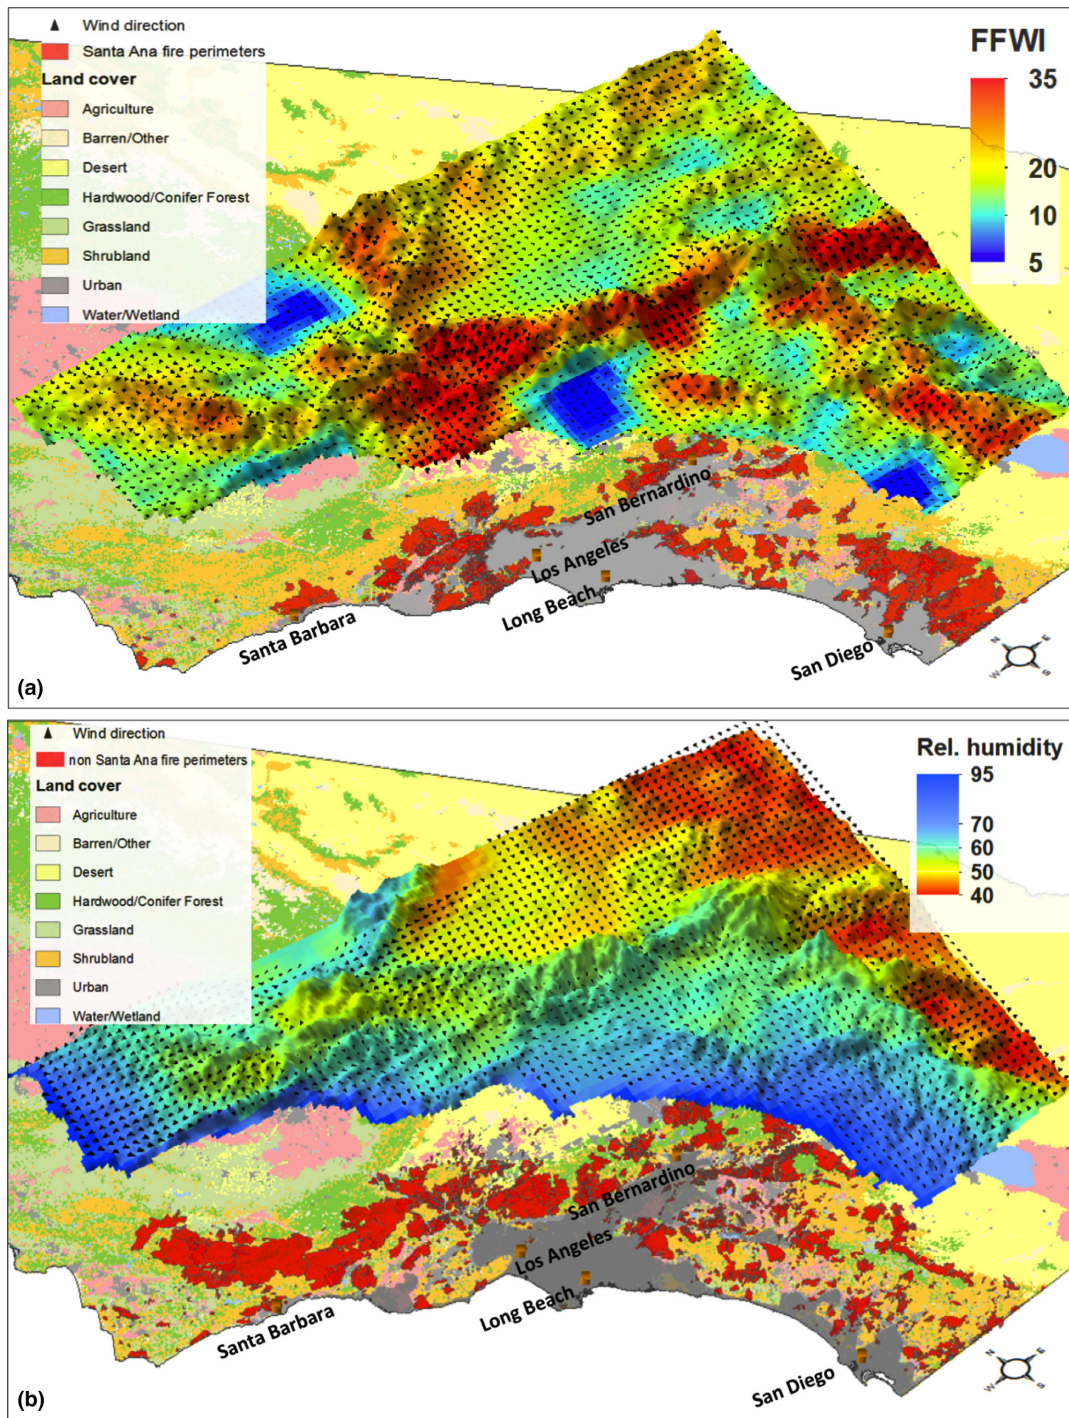 Wind direction
Santa Ana fire perimeters
Land cover
Agriculture
Barren/Other
Desert
Hardwood/Conifer Forest
Grassland
Shrubland
Urban
Water/Wetland
FFWI
35
20
10
5
San Bernardino
Los Angeles
Long Beach
Santa Barbara
San Diego
N
E
W
S
(a)
Wind direction
non Santa Ana fire perimeters
Land cover
Agriculture
Barren/Other
Desert
Hardwood/Conifer Forest
Grassland
Shrubland
Urban
Water/Wetland
Rel. humidity
95
70
60
50
40
San Bernardino
Los Angeles
Long Beach
Santa Barbara
San Diego
N
E
W
S
(b)